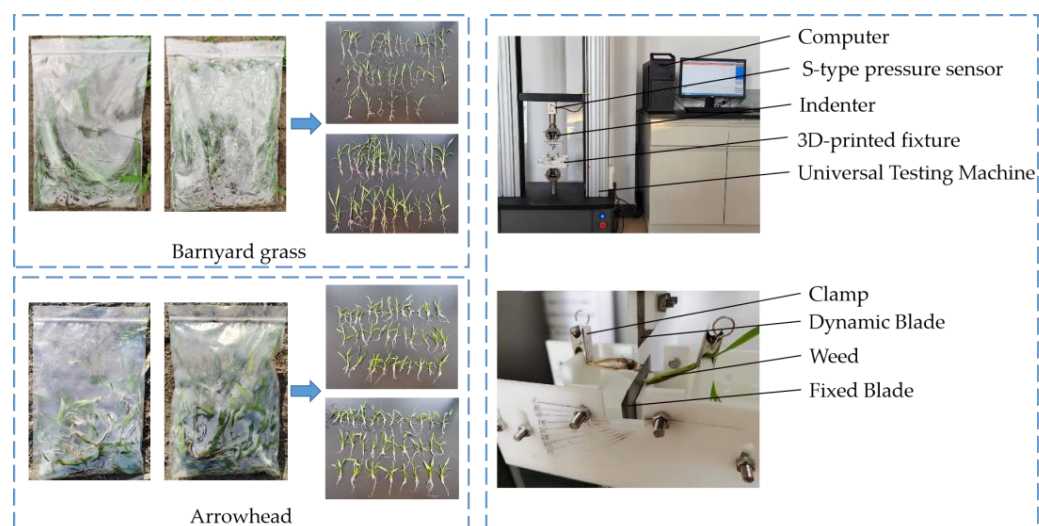 Barnyard grass
Arrowhead
Computer
S-type pressure sensor
Indenter
3D-printed fixture
Universal Testing Machine
Clamp
Dynamic Blade
Weed
Fixed Blade